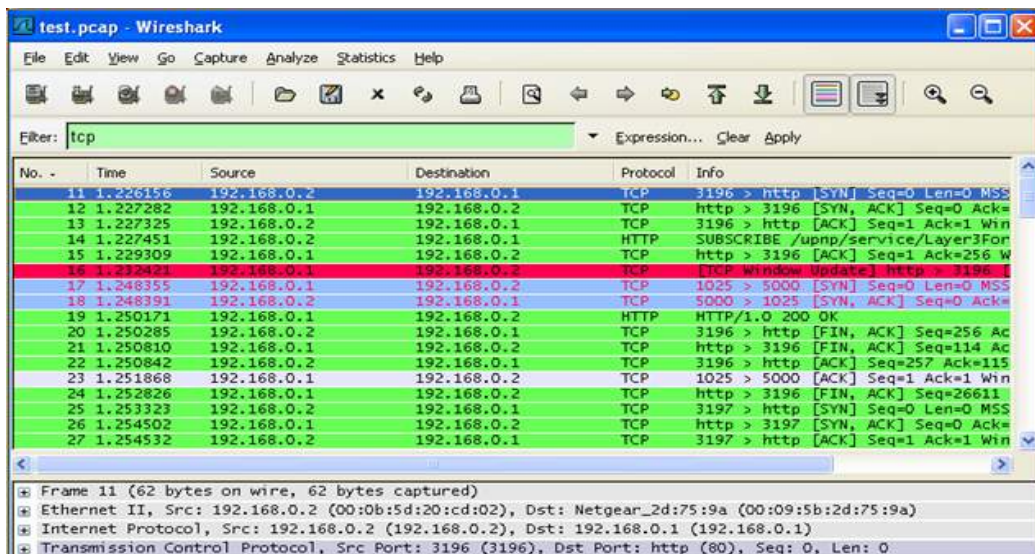 test.pcap - Wireshark
File Edit View Go Capture Analyze Statistics Help
Filter: tcp Expression... Clear Apply
No. - Time Source Destination Protocol Info
11 1.226156 192.168.0.2 192.168.0.1 TCP 3196 > http [SYN] Seq=0 Len=0 MSS
12 1.227282 192.168.0.1 192.168.0.2 TCP http > 3196 [SYN, ACK] Seq=0 Ack=
13 1.227325 192.168.0.2 192.168.0.1 TCP 3196 > http [ACK] Seq=1 Ack=1 Win
14 1.227451 192.168.0.2 192.168.0.1 HTTP SUBSCRIBE /upnp/service/Layer3For
15 1.229309 192.168.0.1 192.168.0.2 TCP http > 3196 [ACK] Seq=1 Ack=256 W
16 1.232421 192.168.0.1 192.168.0.2 TCP [TCP Window Update] http > 3196 [
17 1.248355 192.168.0.1 192.168.0.2 TCP 1025 > 5000 [SYN] Seq=0 Len=0 MSS
18 1.248391 192.168.0.2 192.168.0.1 TCP 5000 > 1025 [SYN, ACK] Seq=0 Ack=
19 1.250171 192.168.0.1 192.168.0.2 HTTP HTTP/1.0 200 OK
20 1.250285 192.168.0.2 192.168.0.1 TCP 3196 > http [FIN, ACK] Seq=256 Ac
21 1.250810 192.168.0.1 192.168.0.2 TCP http > 3196 [FIN, ACK] Seq=114 Ac
22 1.250842 192.168.0.2 192.168.0.1 TCP 3196 > http [ACK] Seq=257 Ack=115
23 1.251868 192.168.0.1 192.168.0.2 TCP 1025 > 5000 [ACK] Seq=1 Ack=1 Win
24 1.252826 192.168.0.1 192.168.0.2 TCP http > 3196 [FIN, ACK] Seq=26611
25 1.253323 192.168.0.2 192.168.0.1 TCP 3197 > http [SYN] Seq=0 Len=0 MSS
26 1.254502 192.168.0.1 192.168.0.2 TCP http > 3197 [SYN, ACK] Seq=0 Ack=
27 1.254532 192.168.0.2 192.168.0.1 TCP 3197 > http [ACK] Seq=1 Ack=1 Win
Frame 11 (62 bytes on wire, 62 bytes captured)
Ethernet II, Src: 192.168.0.2 (00:0b:5d:20:cd:02), Dst: Netgear_2d:75:9a (00:09:5b:2d:75:9a)
Internet Protocol, Src: 192.168.0.2 (192.168.0.2), Dst: 192.168.0.1 (192.168.0.1)
Transmission Control Protocol, Src Port: 3196 (3196), Dst Port: http (80), Seq: 0, Len: 0